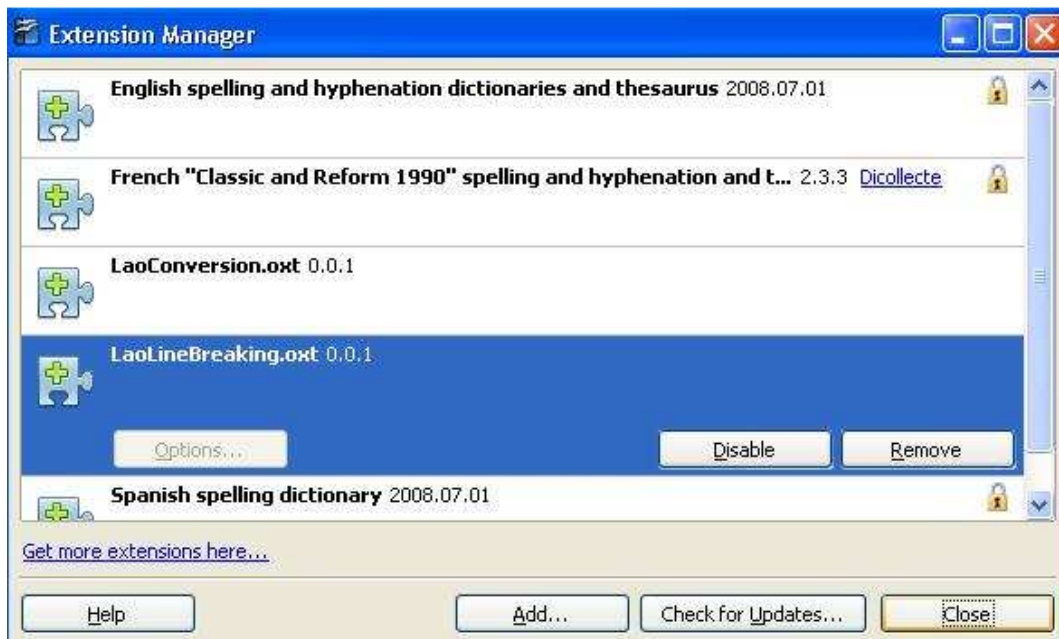 Extension Manager
English spelling and hyphenation dictionaries and thesaurus 2008.07.01
French "Classic and Reform 1990" spelling and hyphenation and t... 2.3.3 Dicollecte
LaoConversion.oxt 0.0.1
LaoLineBreaking.oxt 0.0.1
Options... Disable Remove
Spanish spelling dictionary 2008.07.01
Get more extensions here...
Help Add... Check for Updates... Close